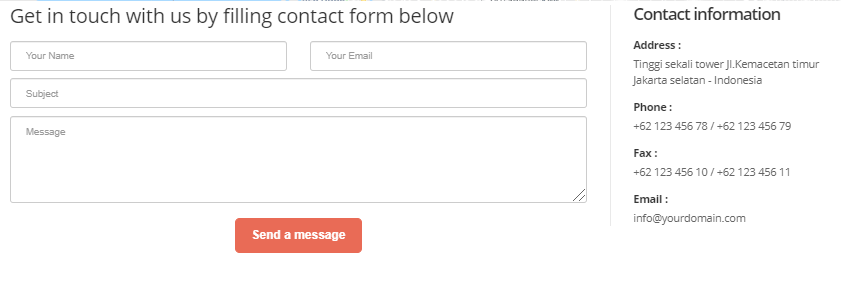 Get in touch with us by filling contact form below
Your Name
Your Email
Subject
Message
Send a message
Contact information
Address :
Tinggi sekali tower Jl.Kemacetan timur
Jakarta selatan - Indonesia
Phone :
+62 123 456 78 / +62 123 456 79
Fax :
+62 123 456 10 / +62 123 456 11
Email :
info@yourdomain.com